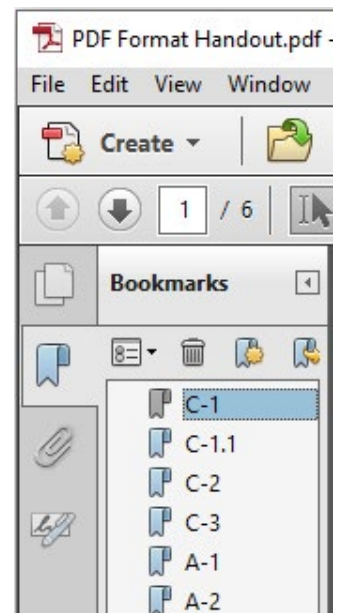 PDF Format Handout.pdf -
File Edit View Window
Create
1 / 6
Bookmarks
C-1
C-1.1
C-2
C-3
A-1
A-2